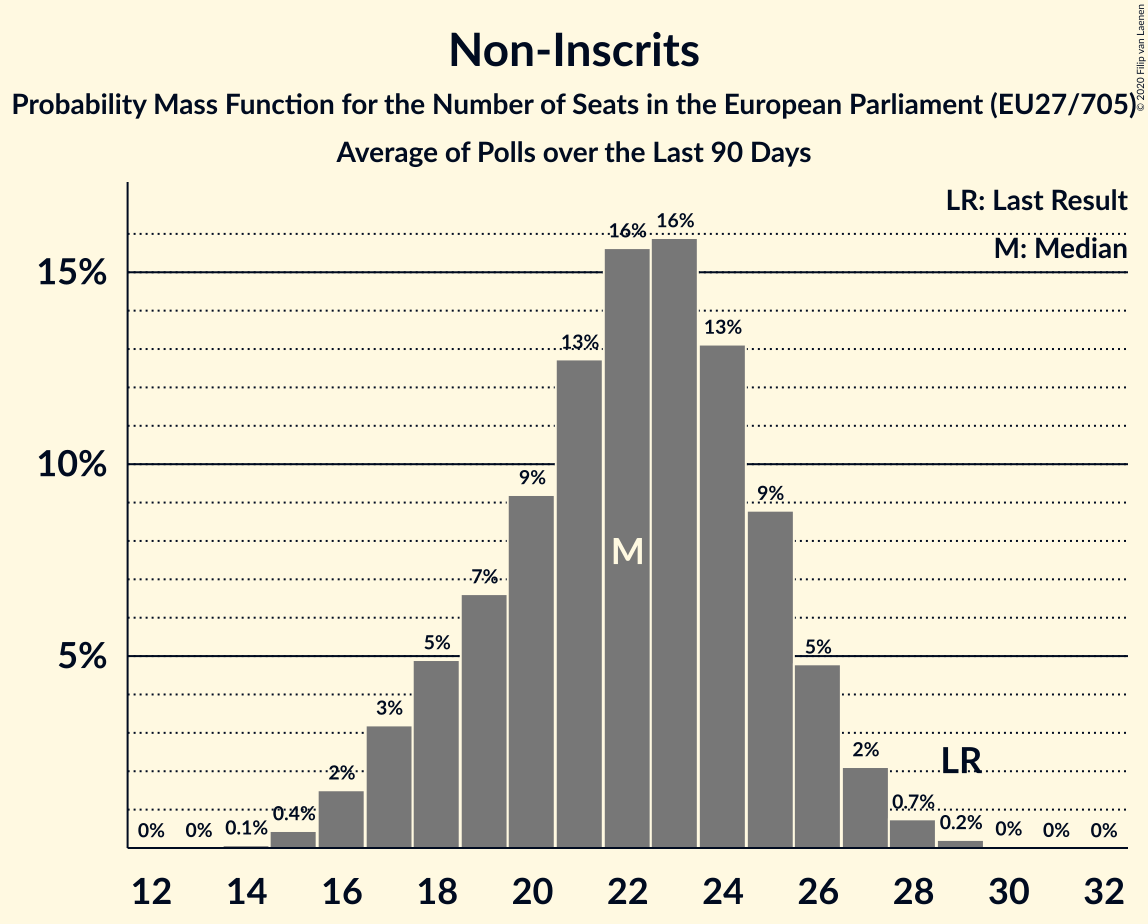 Non-Inscrits
Probability Mass Function for the Number of Seats in the European Parliament (EU27/705)
Average of Polls over the Last 90 Days
© 2020 Filip van Laenen
LR: Last Result
M: Median
15%
10%
5%
0%
0%
0.1%
0.4%
2%
3%
5%
7%
9%
13%
16%
16%
13%
9%
5%
2%
0.7%
0.2%
0%
0%
0%
M
LR
12 14 16 18 20 22 24 26 28 30 32